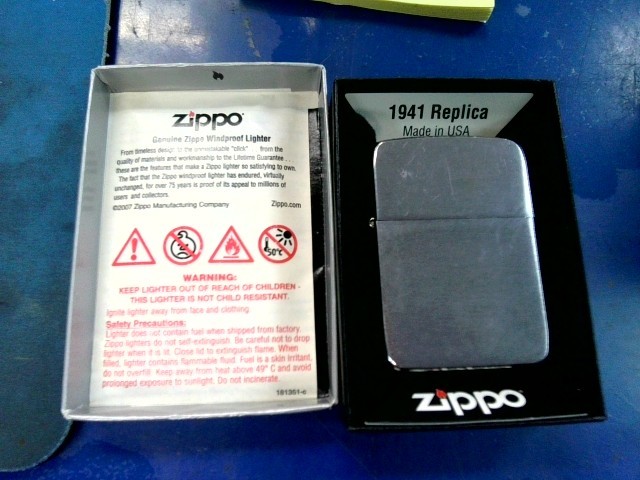 Zippo
Genuine Zippo Windproof Lighter
From timeless design to the unmistakable "click" from the
quality of materials and workmanship to the Lifetime Guarantee...
these are the features that make a Zippo lighter so satisfying to own.
The fact that the Zippo windproof lighter has endured, virtually
unchanged, for over 75 years is proof of its appeal to millions of
users and collectors.
©2007 Zippo Manufacturing Company Zippo.com
50°C
WARNING:
KEEP LIGHTER OUT OF REACH OF CHILDREN -
THIS LIGHTER IS NOT CHILD RESISTANT.
Ignite lighter away from face and clothing.
Safety Precautions:
Lighter does not contain fuel when shipped from factory.
Zippo lighters do not self-extinguish. Be careful not to drop
lighter when it is lit. Close lid to extinguish flame. When
filled, lighter contains flammable fluid. Fuel is a skin irritant,
do not overfill. Keep away from heat above 49° C and avoid
prolonged exposure to sunlight. Do not incinerate.
181351-c
1941 Replica
Made in USA
Zippo